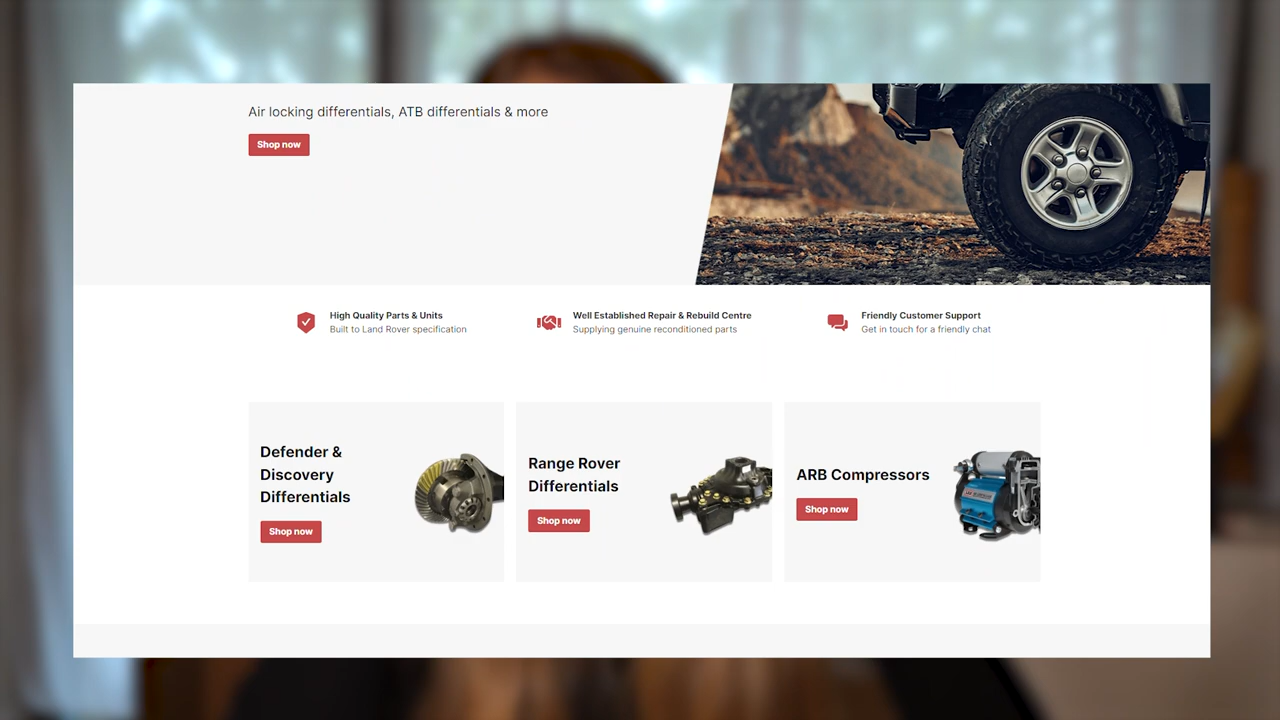 Air locking differentials, ATB differentials & more
Shop now
High Quality Parts & Units
Built to Land Rover specification
Well Established Repair & Rebuild Centre
Supplying genuine reconditioned parts
Friendly Customer Support
Get in touch for a friendly chat
Defender &
Discovery
Differentials
Shop now
Range Rover
Differentials
Shop now
ARB Compressors
Shop now